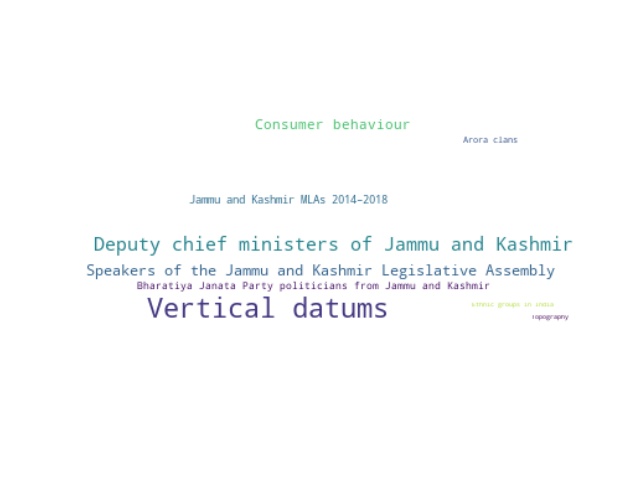 Consumer behaviour
Arora clans
Jammu and Kashmir MLAs 2014–2018
Deputy chief ministers of Jammu and Kashmir
Speakers of the Jammu and Kashmir Legislative Assembly
Bharatiya Janata Party politicians from Jammu and Kashmir
Vertical datums
Ethnic groups in India
Topography